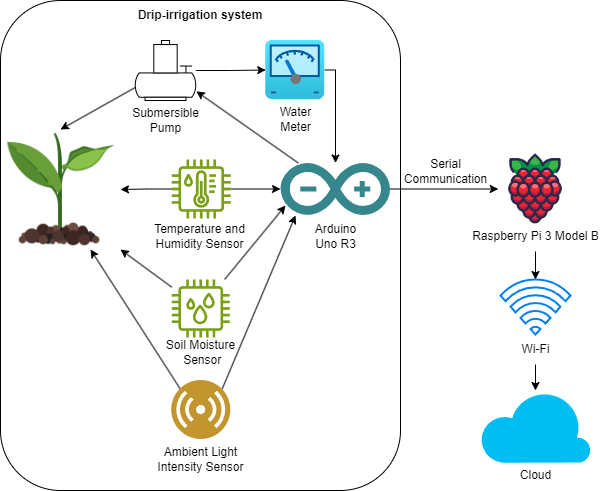 Drip-irrigation system
Submersible
Pump
Water
Meter
Temperature and
Humidity Sensor
Arduino
Uno R3
Serial
Communication
Raspberry Pi 3 Model B
Soil Moisture
Sensor
Wi-Fi
Ambient Light
Intensity Sensor
Cloud